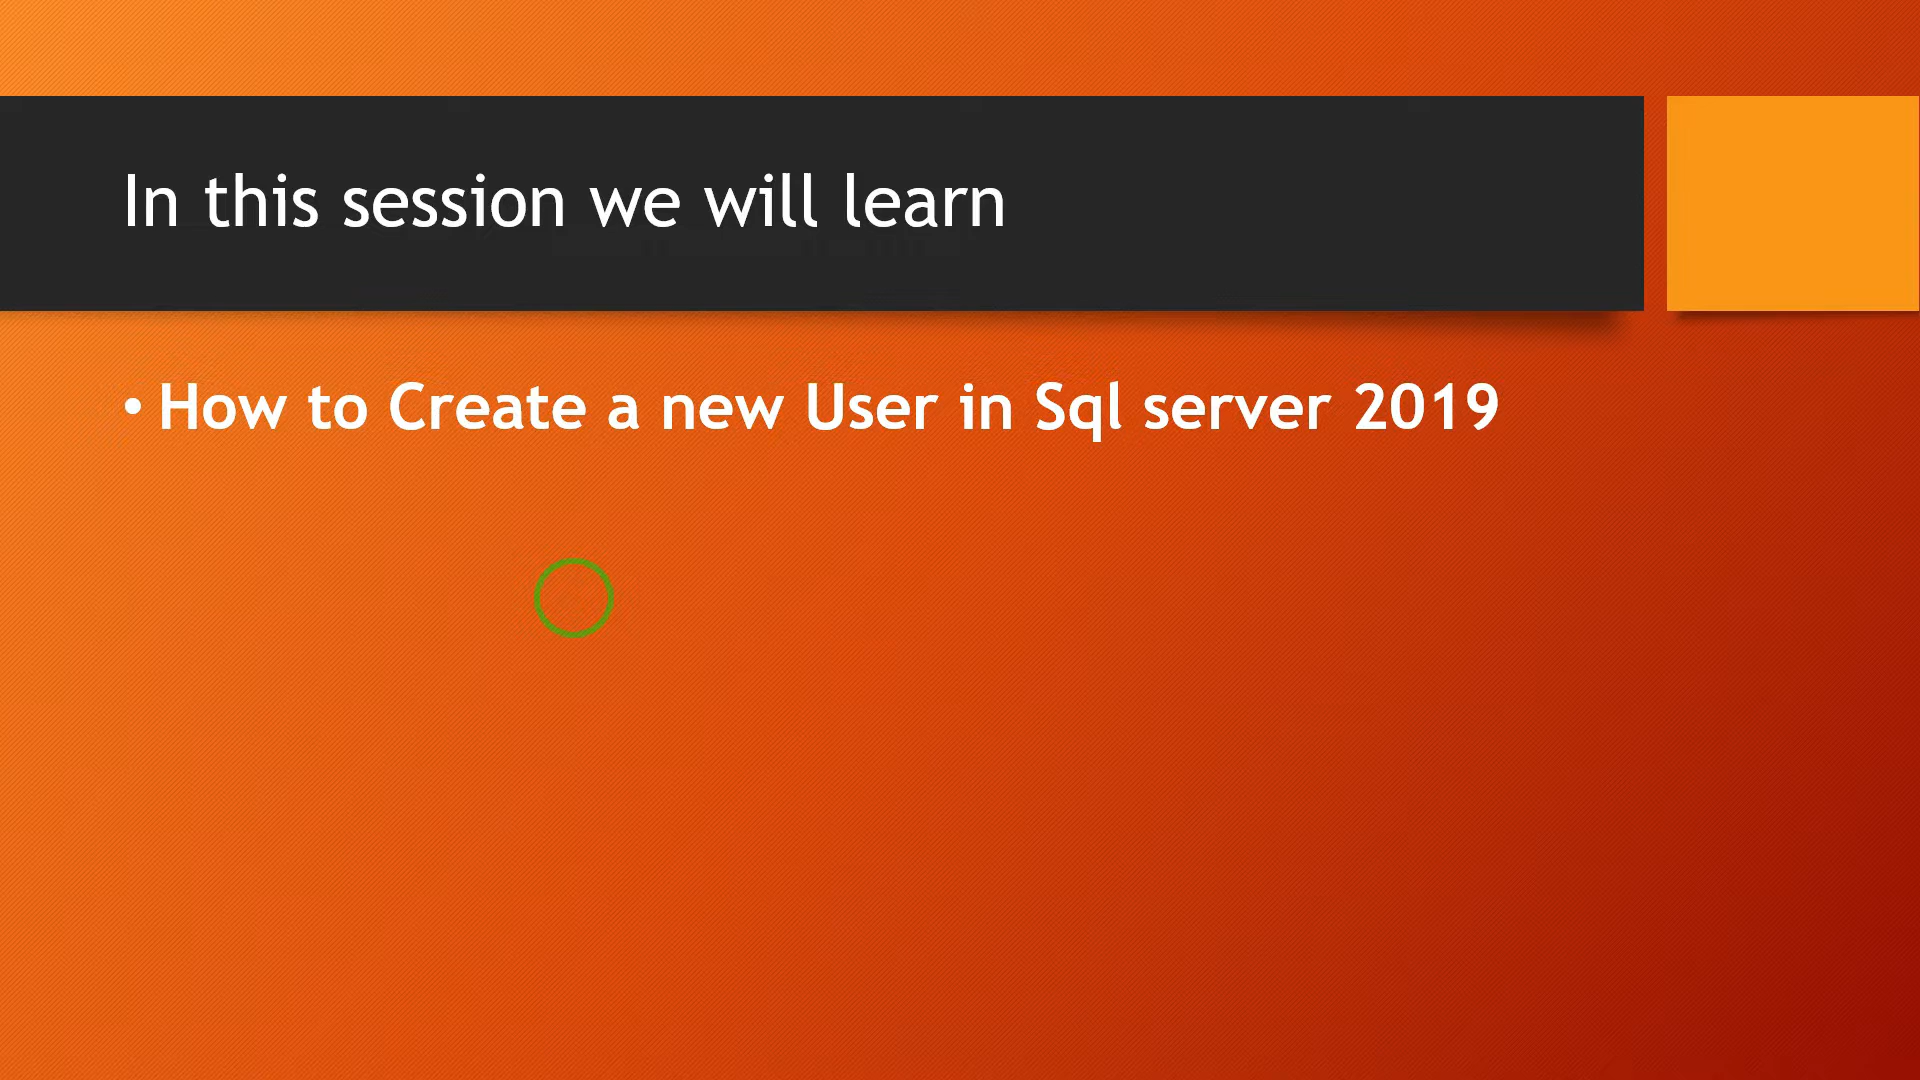 In this session we will learn
• How to Create a new User in Sql server 2019